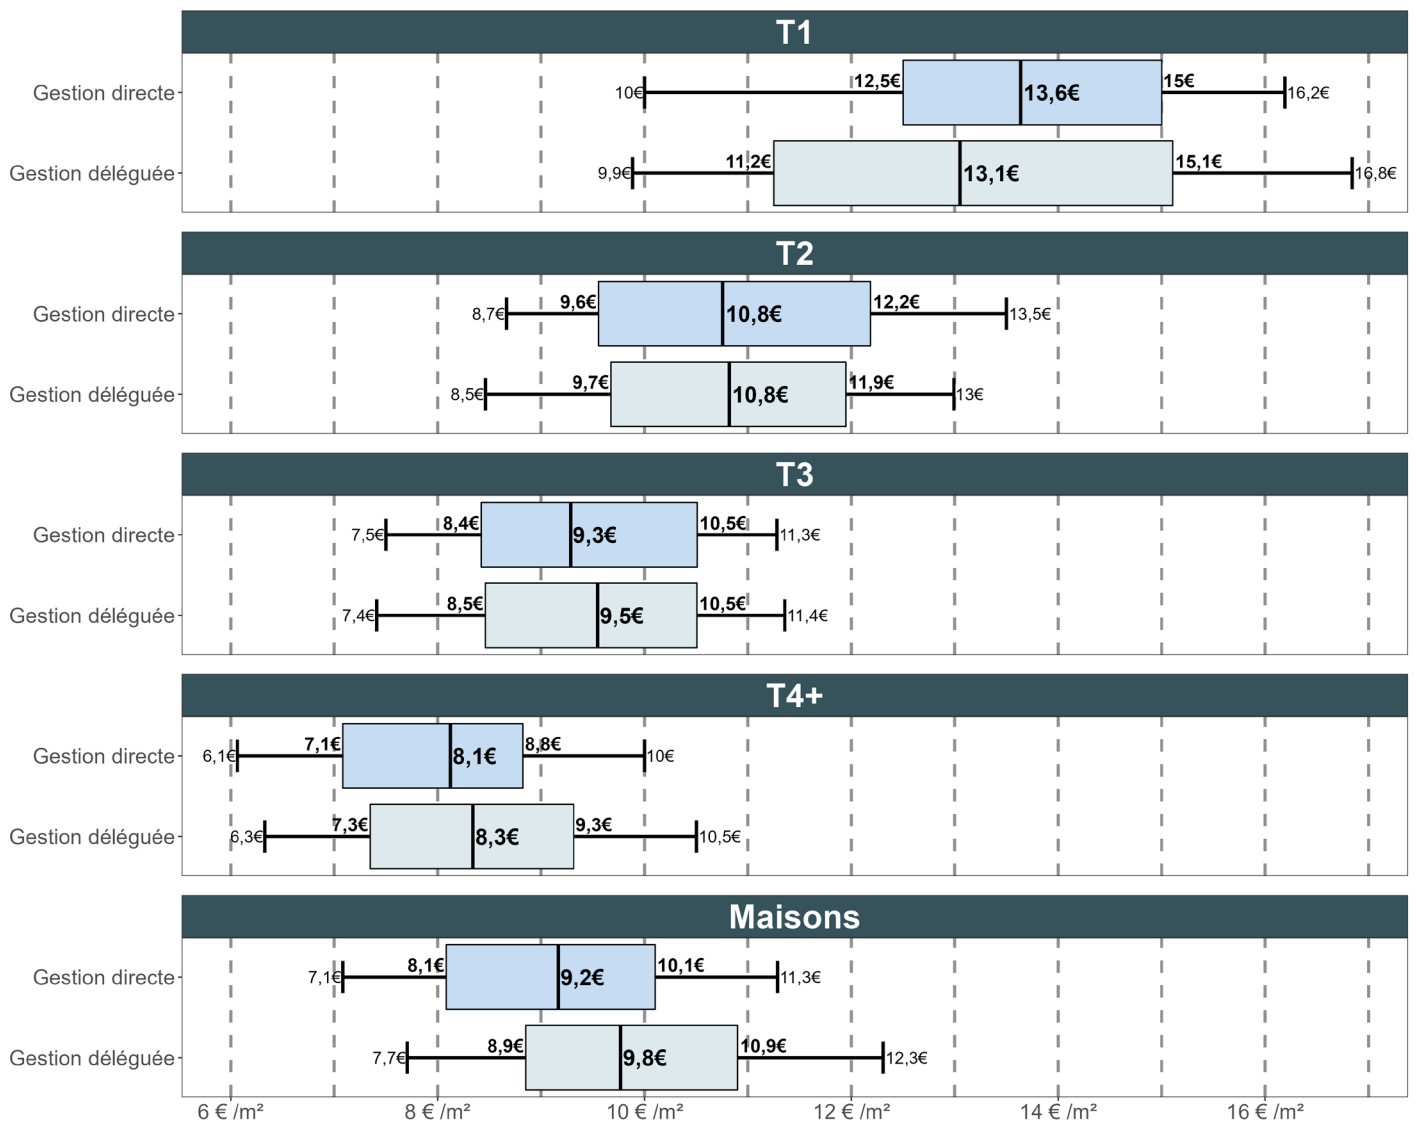 T1
Gestion directe
10€ 12,5€ 13,6€ 15€ 16,2€
Gestion déléguée
9,9€ 11,2€ 13,1€ 15,1€ 16,8€
T2
Gestion directe
8,7€ 9,6€ 10,8€ 12,2€ 13,5€
Gestion déléguée
8,5€ 9,7€ 10,8€ 11,9€ 13€
T3
Gestion directe
7,5€ 8,4€ 9,3€ 10,5€ 11,3€
Gestion déléguée
7,4€ 8,5€ 9,5€ 10,5€ 11,4€
T4+
Gestion directe
6,1€ 7,1€ 8,1€ 8,8€ 10€
Gestion déléguée
6,3€ 7,3€ 8,3€ 9,3€ 10,5€
Maisons
Gestion directe
7,1€ 8,1€ 9,2€ 10,1€ 11,3€
Gestion déléguée
7,7€ 8,9€ 9,8€ 10,9€ 12,3€
6 € /m² 8 € /m² 10 € /m² 12 € /m² 14 € /m² 16 € /m²